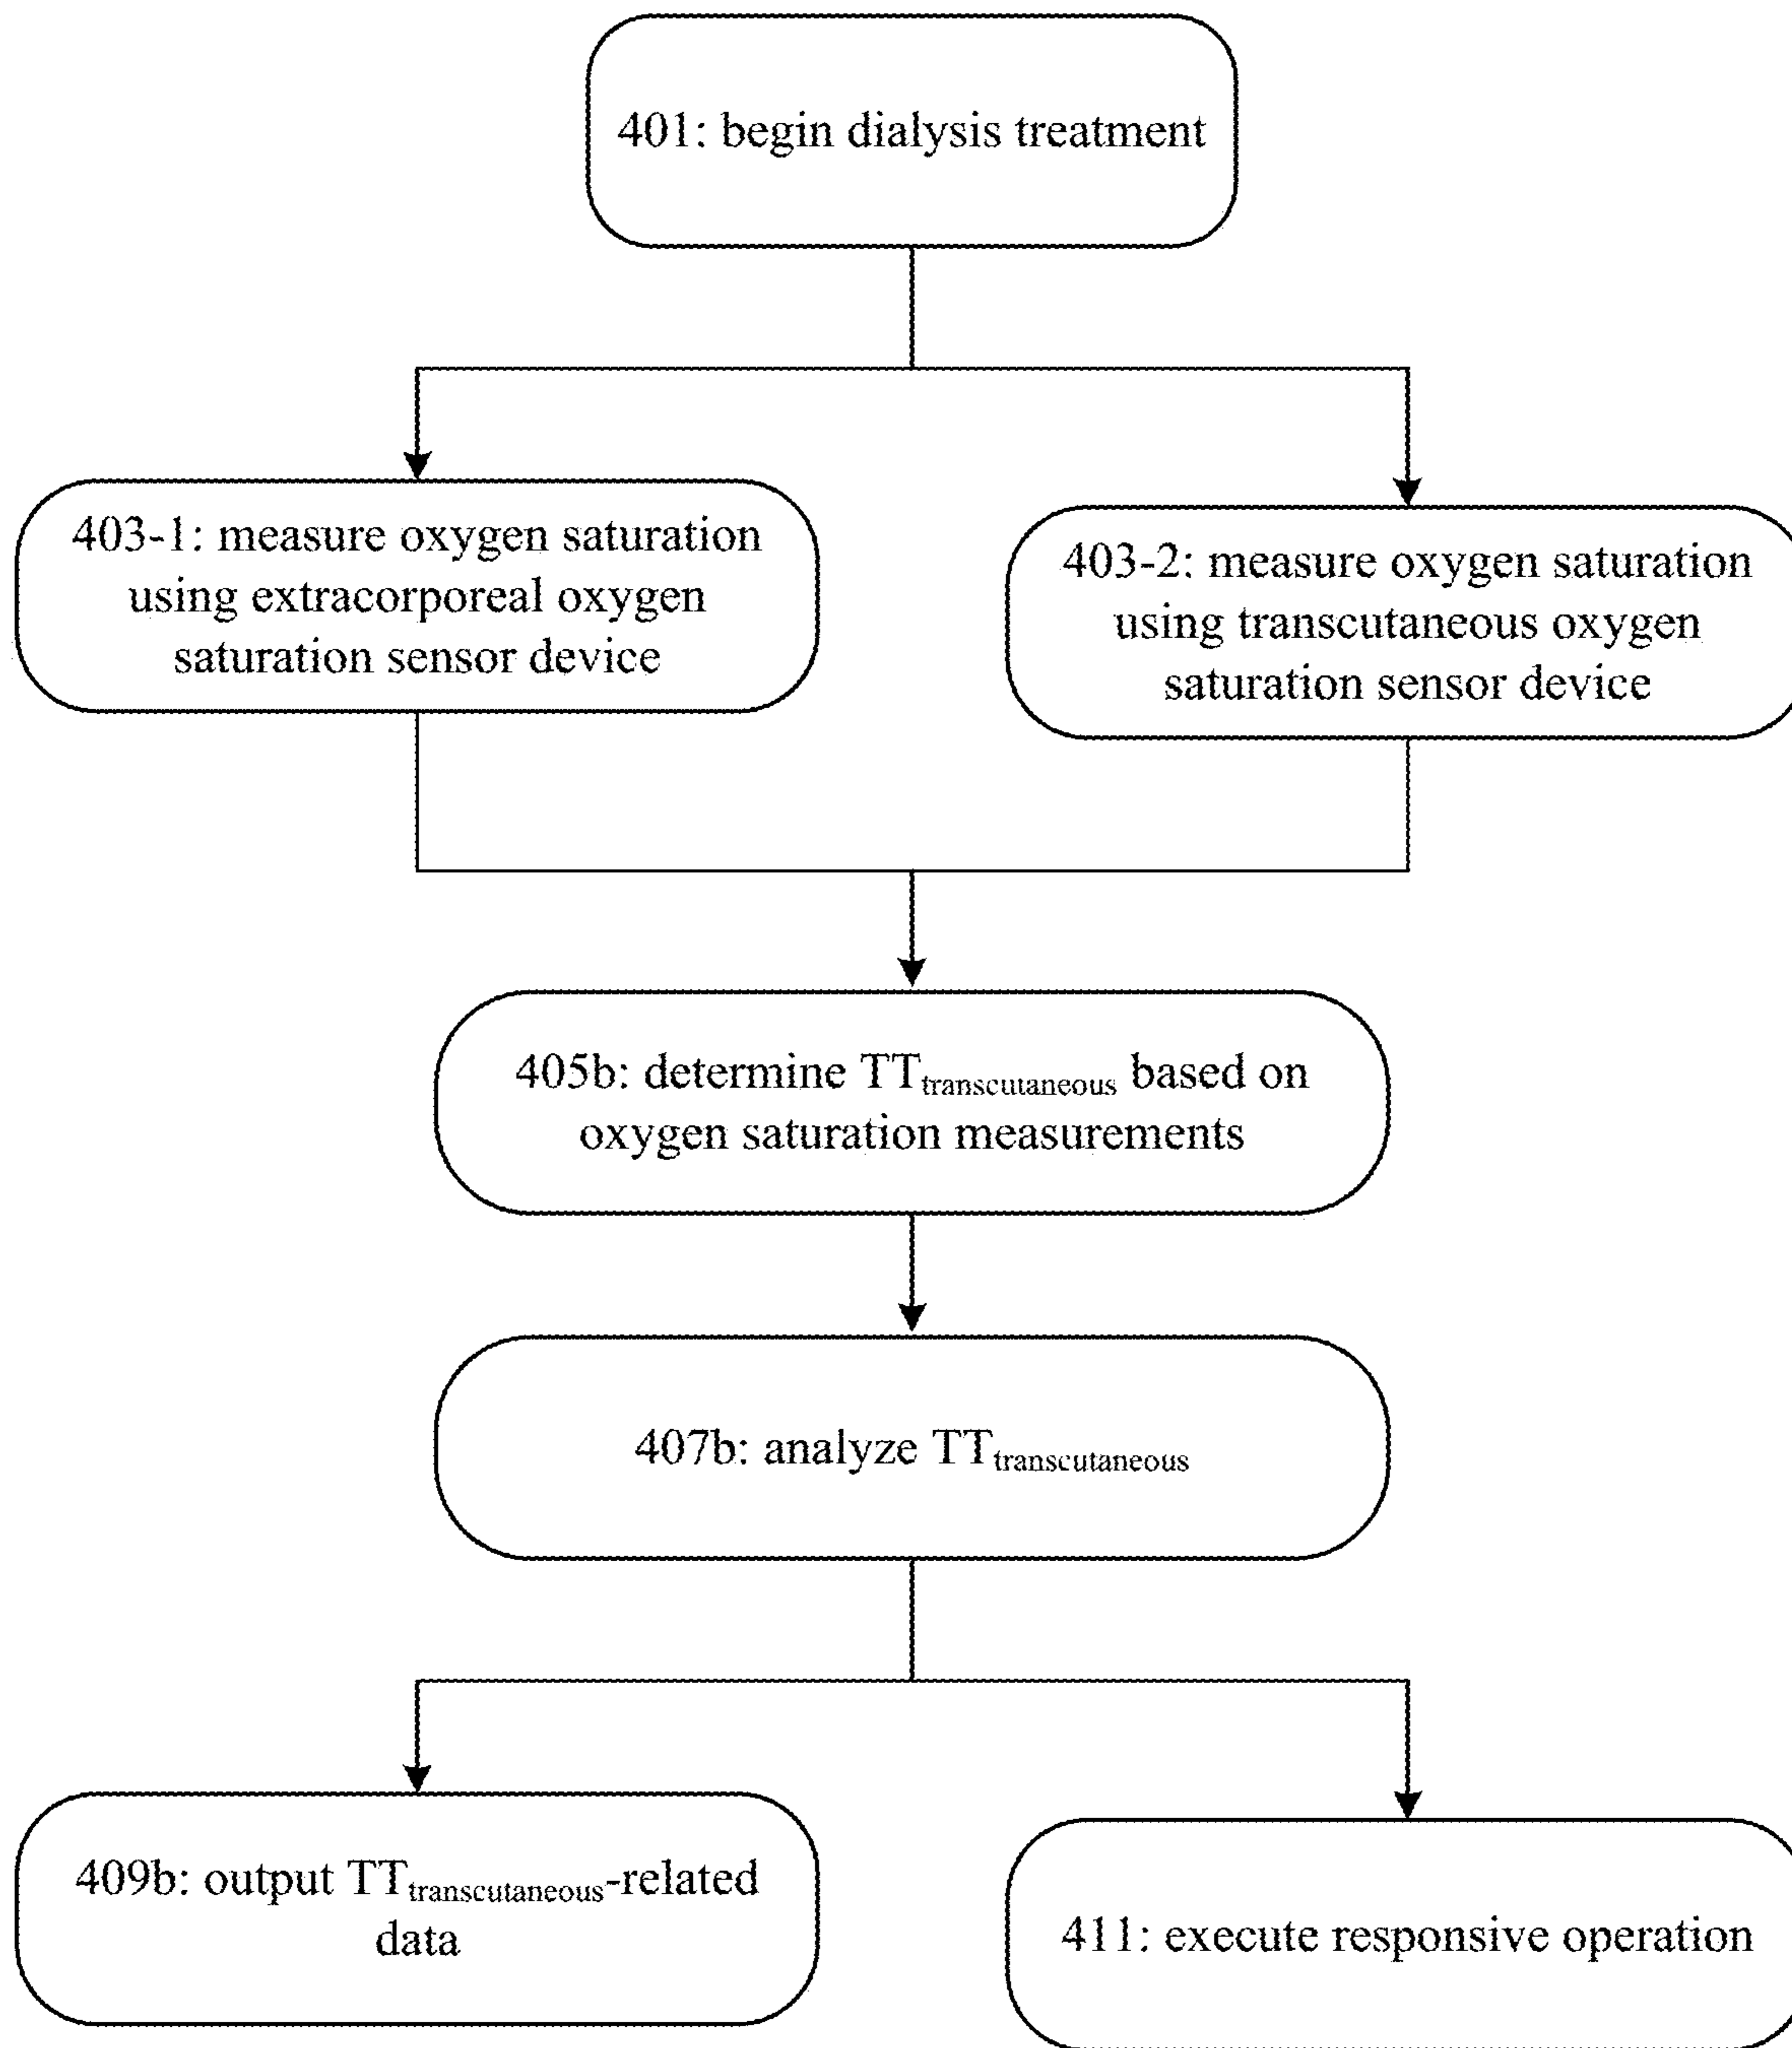 401: begin dialysis treatment
403-1: measure oxygen saturation
using extracorporeal oxygen
saturation sensor device
403-2: measure oxygen saturation
using transcutaneous oxygen
saturation sensor device
405b: determine TTtranscutaneous based on
oxygen saturation measurements
407b: analyze TTtranscutaneous
409b: output TTtranscutaneous-related
data
411: execute responsive operation